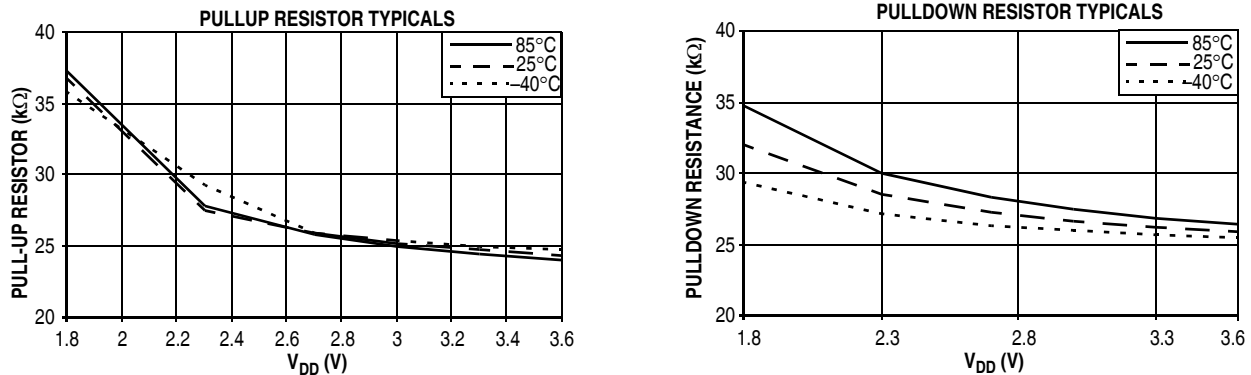 PULLUP RESISTOR TYPICALS
PULL-UP RESISTOR (kΩ)
40
35
30
25
20
85°C
25°C
–40°C
1.8 2 2.2 2.4 2.6 2.8 3 3.2 3.4 3.6
VDD (V)
PULLDOWN RESISTOR TYPICALS
PULLDOWN RESISTANCE (kΩ)
40
35
30
25
20
85°C
25°C
–40°C
1.8 2.3 2.8 3.3 3.6
VDD (V)